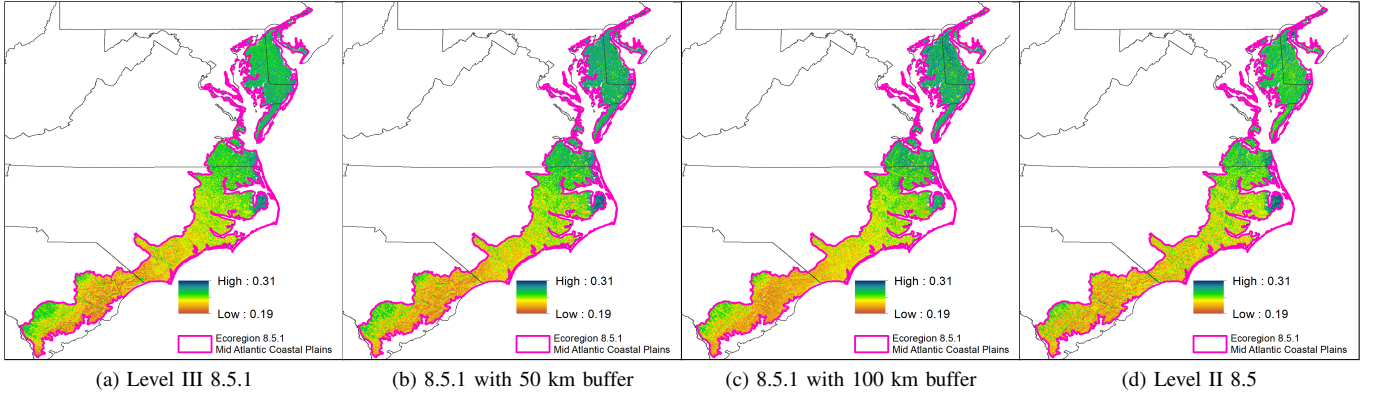 High : 0.31
Low : 0.19
Ecoregion 8.5.1
Mid Atlantic Coastal Plains
High : 0.31
Low : 0.19
Ecoregion 8.5.1
Mid Atlantic Coastal Plains
High : 0.31
Low : 0.19
Ecoregion 8.5.1
Mid Atlantic Coastal Plains
High : 0.31
Low : 0.19
Ecoregion 8.5.1
Mid Atlantic Coastal Plains
(a) Level III 8.5.1
(b) 8.5.1 with 50 km buffer
(c) 8.5.1 with 100 km buffer
(d) Level II 8.5